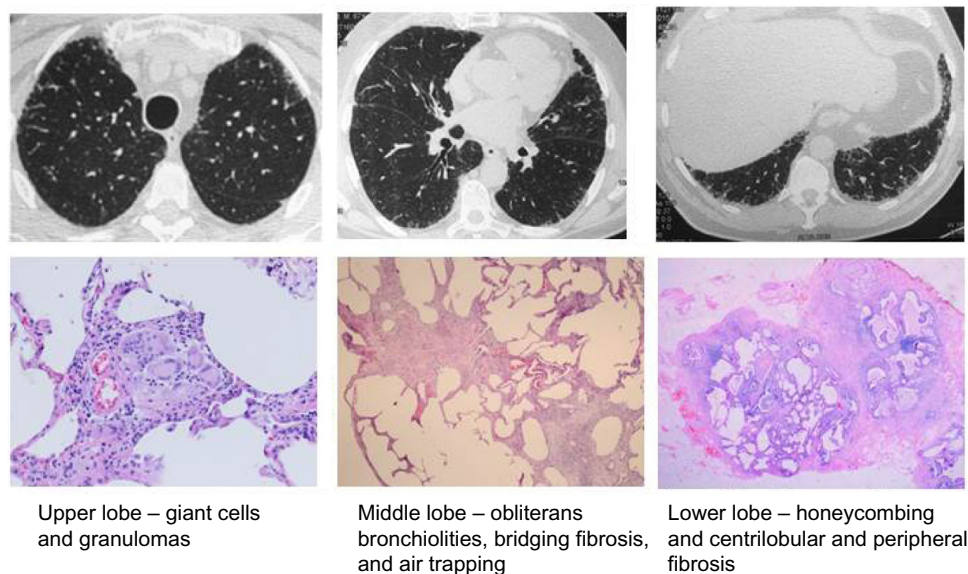 Upper lobe – giant cells
and granulomas
Middle lobe – obliterans
bronchiolities, bridging fibrosis,
and air trapping
Lower lobe – honeycombing
and centrilobular and peripheral
fibrosis